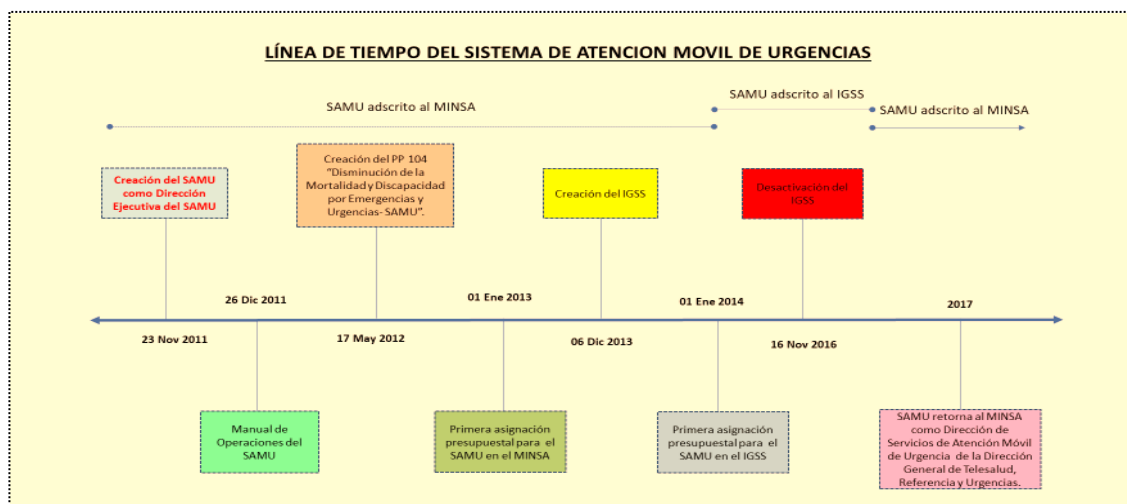 LÍNEA DE TIEMPO DEL SISTEMA DE ATENCION MOVIL DE URGENCIAS
SAMU adscrito al MINSA
SAMU adscrito al IGSS
SAMU adscrito al MINSA
Creación del SAMU
como Dirección
Ejecutiva del SAMU
Creación del PP 104
"Disminución de la
Mortalidad y Discapacidad
por Emergencias y
Urgencias- SAMU".
Creación del IGSS
Desactivación del
IGSS
26 Dic 2011
01 Ene 2013
01 Ene 2014
2017
23 Nov 2011
17 May 2012
06 Dic 2013
16 Nov 2016
Manual de
Operaciones del
SAMU
Primera asignación
presupuestal para el
SAMU en el MINSA
Primera asignación
presupuestal para el
SAMU en el IGSS
SAMU retorna al MINSA
como Dirección de
Servicios de Atención Móvil
de Urgencia de la Dirección
General de Telesalud,
Referencia y Urgencias.